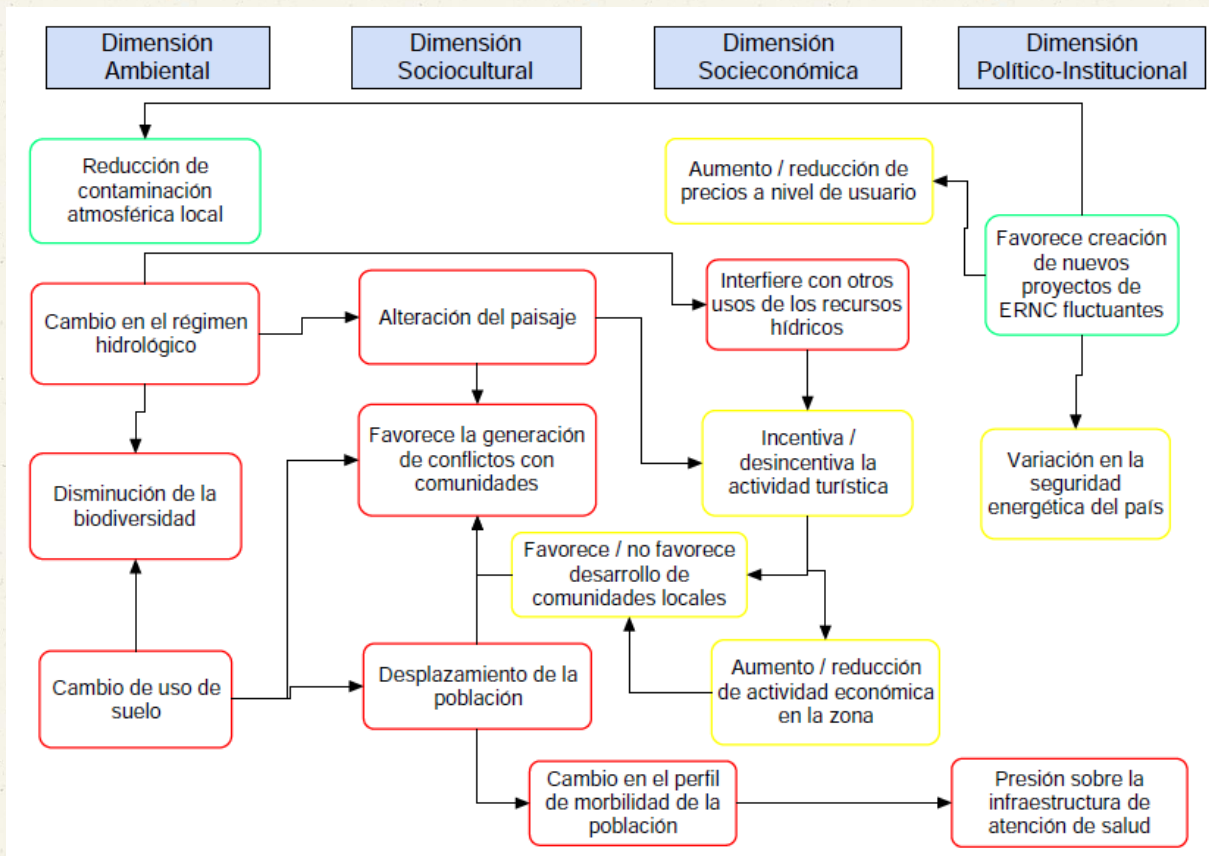 Dimensión
Ambiental
Dimensión
Sociocultural
Dimensión
Socieconómica
Dimensión
Político-Institucional
Reducción de
contaminación
atmosférica local
Aumento / reducción de
precios a nivel de usuario
Favorece creación
de nuevos
proyectos de
ERNC fluctuantes
Cambio en el régimen
hidrológico
Alteración del paisaje
Interfiere con otros
usos de los recursos
hídricos
Favorece la generación
de conflictos con
comunidades
Incentiva /
desincentiva la
actividad turística
Variación en la
seguridad
energética del país
Disminución de la
biodiversidad
Favorece / no favorece
desarrollo de
comunidades locales
Cambio de uso de
suelo
Desplazamiento de la
población
Aumento / reducción
de actividad económica
en la zona
Cambio en el perfil
de morbilidad de la
población
Presión sobre la
infraestructura de
atención de salud